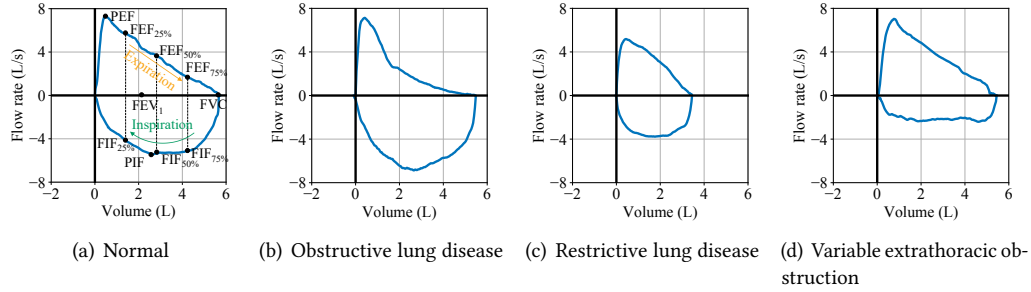 8
4
0
−4
−8
Flow rate (L/s)
−2 0 2 4 6
Volume (L)
PEF
FEF25%
FEF50%
FEF75%
Expiration
FEV1
FVC
Inspiration
FIF25%
PIF
FIF50%
FIF75%
(a) Normal
8
4
0
−4
−8
Flow rate (L/s)
−2 0 2 4 6
Volume (L)
(b) Obstructive lung disease
8
4
0
−4
−8
Flow rate (L/s)
−2 0 2 4 6
Volume (L)
(c) Restrictive lung disease
8
4
0
−4
−8
Flow rate (L/s)
−2 0 2 4 6
Volume (L)
(d) Variable extrathoracic ob-
struction